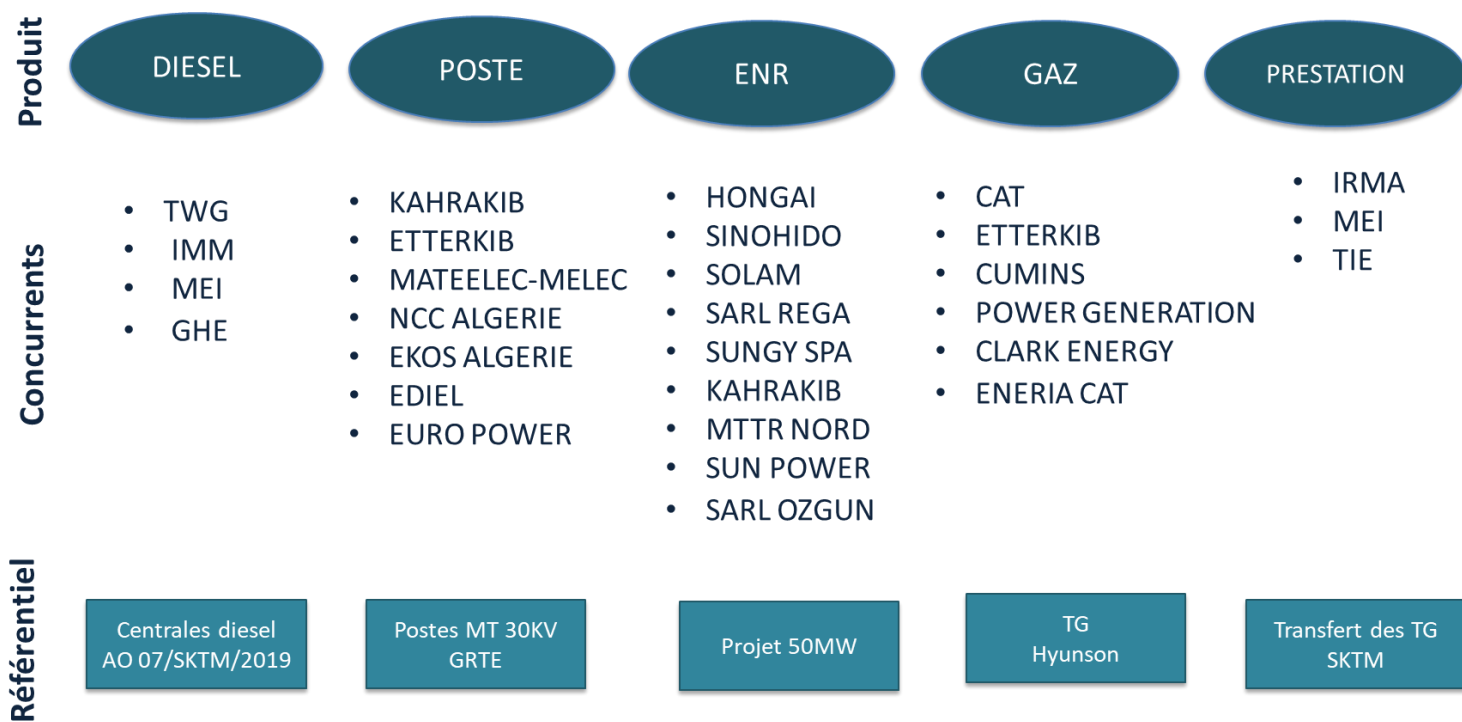 Produit
DIESEL
POSTE
ENR
GAZ
PRESTATION
Concurrents
• TWG
• IMM
• MEI
• GHE
• KAHRAKIB
• ETTERKIB
• MATEELEC-MELEC
• NCC ALGERIE
• EKOS ALGERIE
• EDIEL
• EURO POWER
• HONGAI
• SINOHIDO
• SOLAM
• SARL REGA
• SUNGY SPA
• KAHRAKIB
• MTTR NORD
• SUN POWER
• SARL OZGUN
• CAT
• ETTERKIB
• CUMINS
• POWER GENERATION
• CLARK ENERGY
• ENERIA CAT
• IRMA
• MEI
• TIE
Référentiel
Centrales diesel
AO 07/SKTM/2019
Postes MT 30KV
GRTE
Projet 50MW
TG
Hyunson
Transfert des TG
SKTM